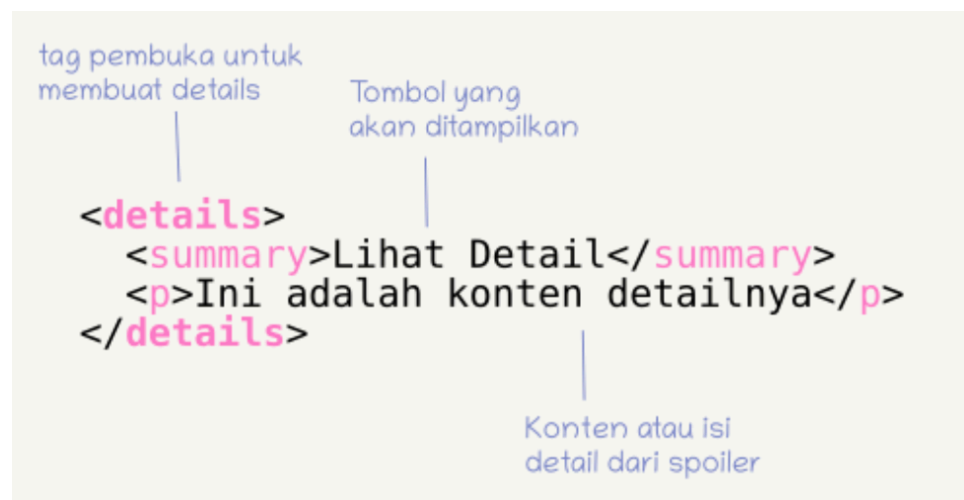 tag pembuka untuk
membuat details
Tombol yang
akan ditampilkan
<details>
  <summary>Lihat Detail</summary>
  <p>Ini adalah konten detailnya</p>
</details>
Konten atau isi
detail dari spoiler